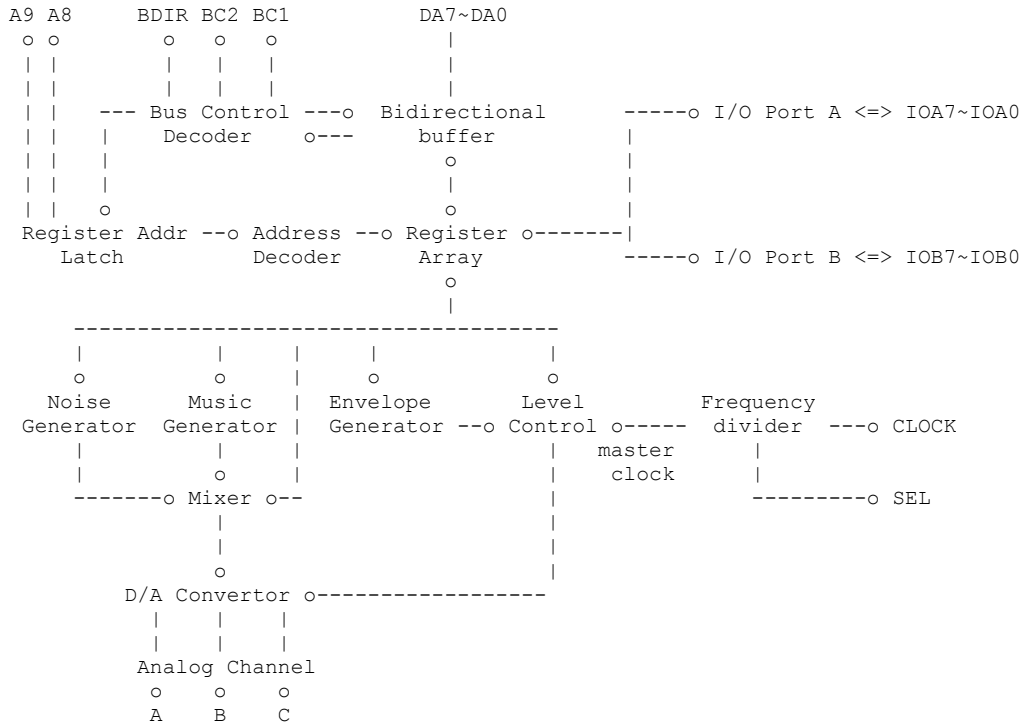 A9 A8 BDIR BC2 BC1 DA7~DA0
--- Bus Control ---o Bidirectional -----o I/O Port A <=> IOA7~IOA0
Decoder o--- buffer
Register Addr --o Address --o Register o-------|
Latch Decoder Array -----o I/O Port B <=> IOB7~IOB0
Noise Music | Envelope Level Frequency
Generator Generator | Generator --o Control o----- divider ---o CLOCK
master
clock
-------o Mixer o-- ---------o SEL
D/A Convertor o------------------
Analog Channel
A B C